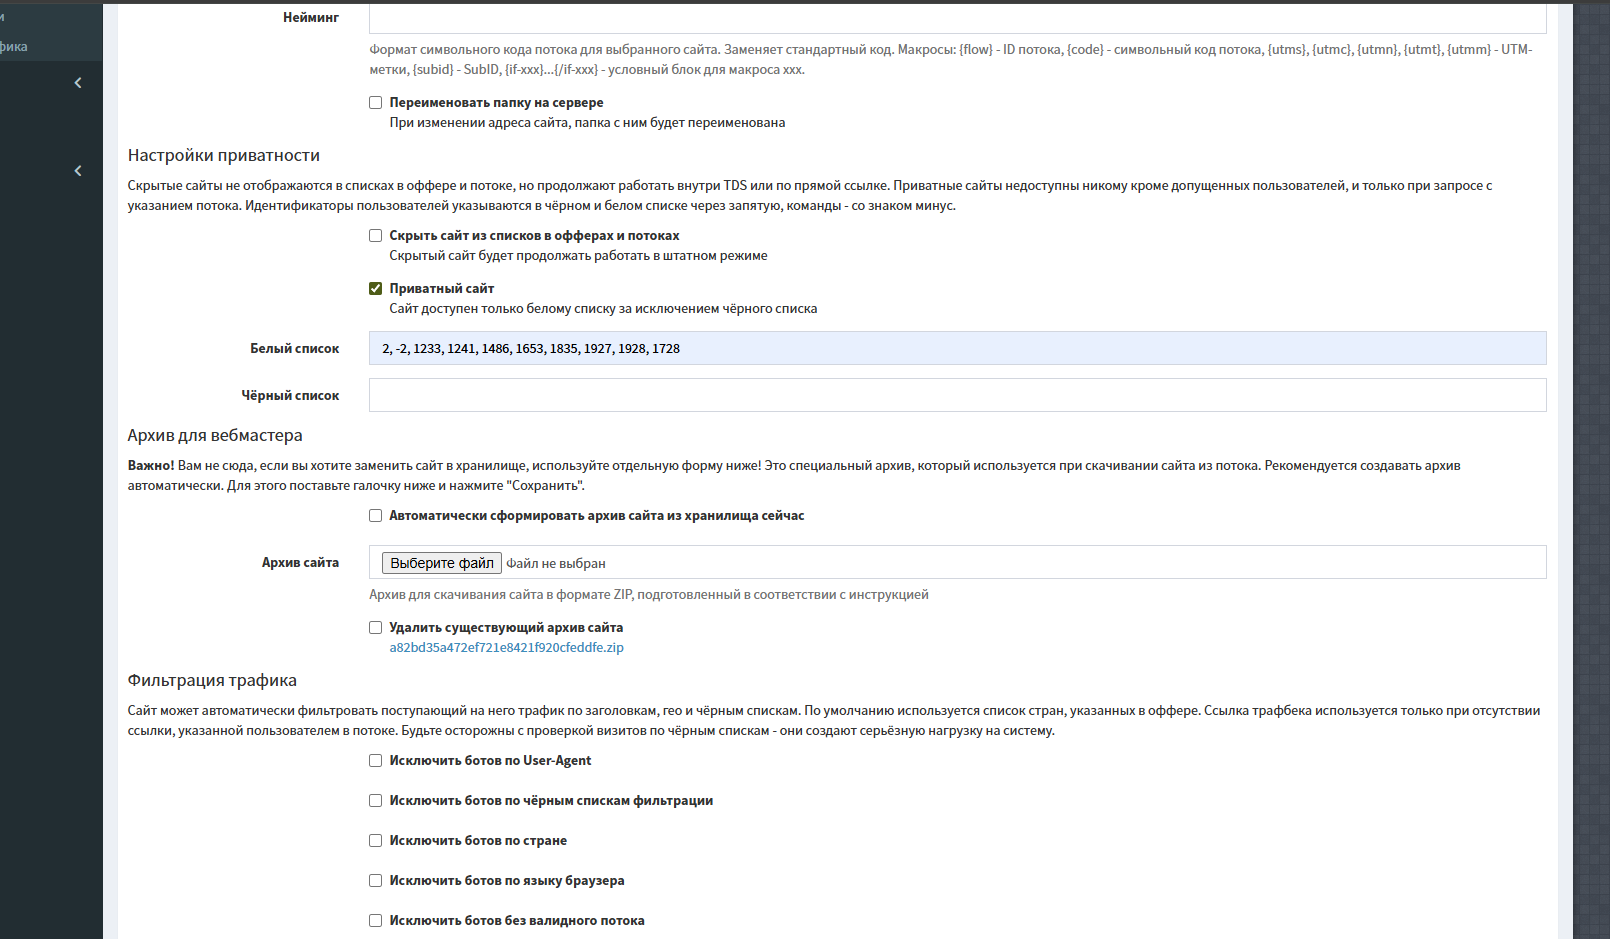 и
фика
Нейминг
Формат символьного кода потока для выбранного сайта. Заменяет стандартный код. Макросы: {flow} - ID потока, {code} - символьный код потока, {utms}, {utmc}, {utmn}, {utmt}, {utmm} - UTM-
метки, {subid} - SubID, {if-xxx}...{/if-xxx} - условный блок для макроса xxx.
Переименовать папку на сервере
При изменении адреса сайта, папка с ним будет переименована
Настройки приватности
Скрытые сайты не отображаются в списках в оффере и потоке, но продолжают работать внутри TDS или по прямой ссылке. Приватные сайты недоступны никому кроме допущенных пользователей, и только при запросе с
указанием потока. Идентификаторы пользователей указываются в чёрном и белом списке через запятую, команды - со знаком минус.
Скрыть сайт из списков в офферах и потоках
Скрытый сайт будет продолжать работать в штатном режиме
Приватный сайт
Сайт доступен только белому списку за исключением чёрного списка
Белый список
2, -2, 1233, 1241, 1486, 1653, 1835, 1927, 1928, 1728
Чёрный список
Архив для вебмастера
Важно! Вам не сюда, если вы хотите заменить сайт в хранилище, используйте отдельную форму ниже! Это специальный архив, который используется при скачивании сайта из потока. Рекомендуется создавать архив
автоматически. Для этого поставьте галочку ниже и нажмите "Сохранить".
Автоматически сформировать архив сайта из хранилища сейчас
Архив сайта
Выберите файл Файл не выбран
Архив для скачивания сайта в формате ZIP, подготовленный в соответствии с инструкцией
Удалить существующий архив сайта
a82bd35a472ef721e8421f920cfeddfe.zip
Фильтрация трафика
Сайт может автоматически фильтровать поступающий на него трафик по заголовкам, гео и чёрным спискам. По умолчанию используется список стран, указанных в оффере. Ссылка трафбека используется только при отсутствии
ссылки, указанной пользователем в потоке. Будьте осторожны с проверкой визитов по чёрным спискам - они создают серьёзную нагрузку на систему.
Исключить ботов по User-Agent
Исключить ботов по чёрным спискам фильтрации
Исключить ботов по стране
Исключить ботов по языку браузера
Исключить ботов без валидного потока